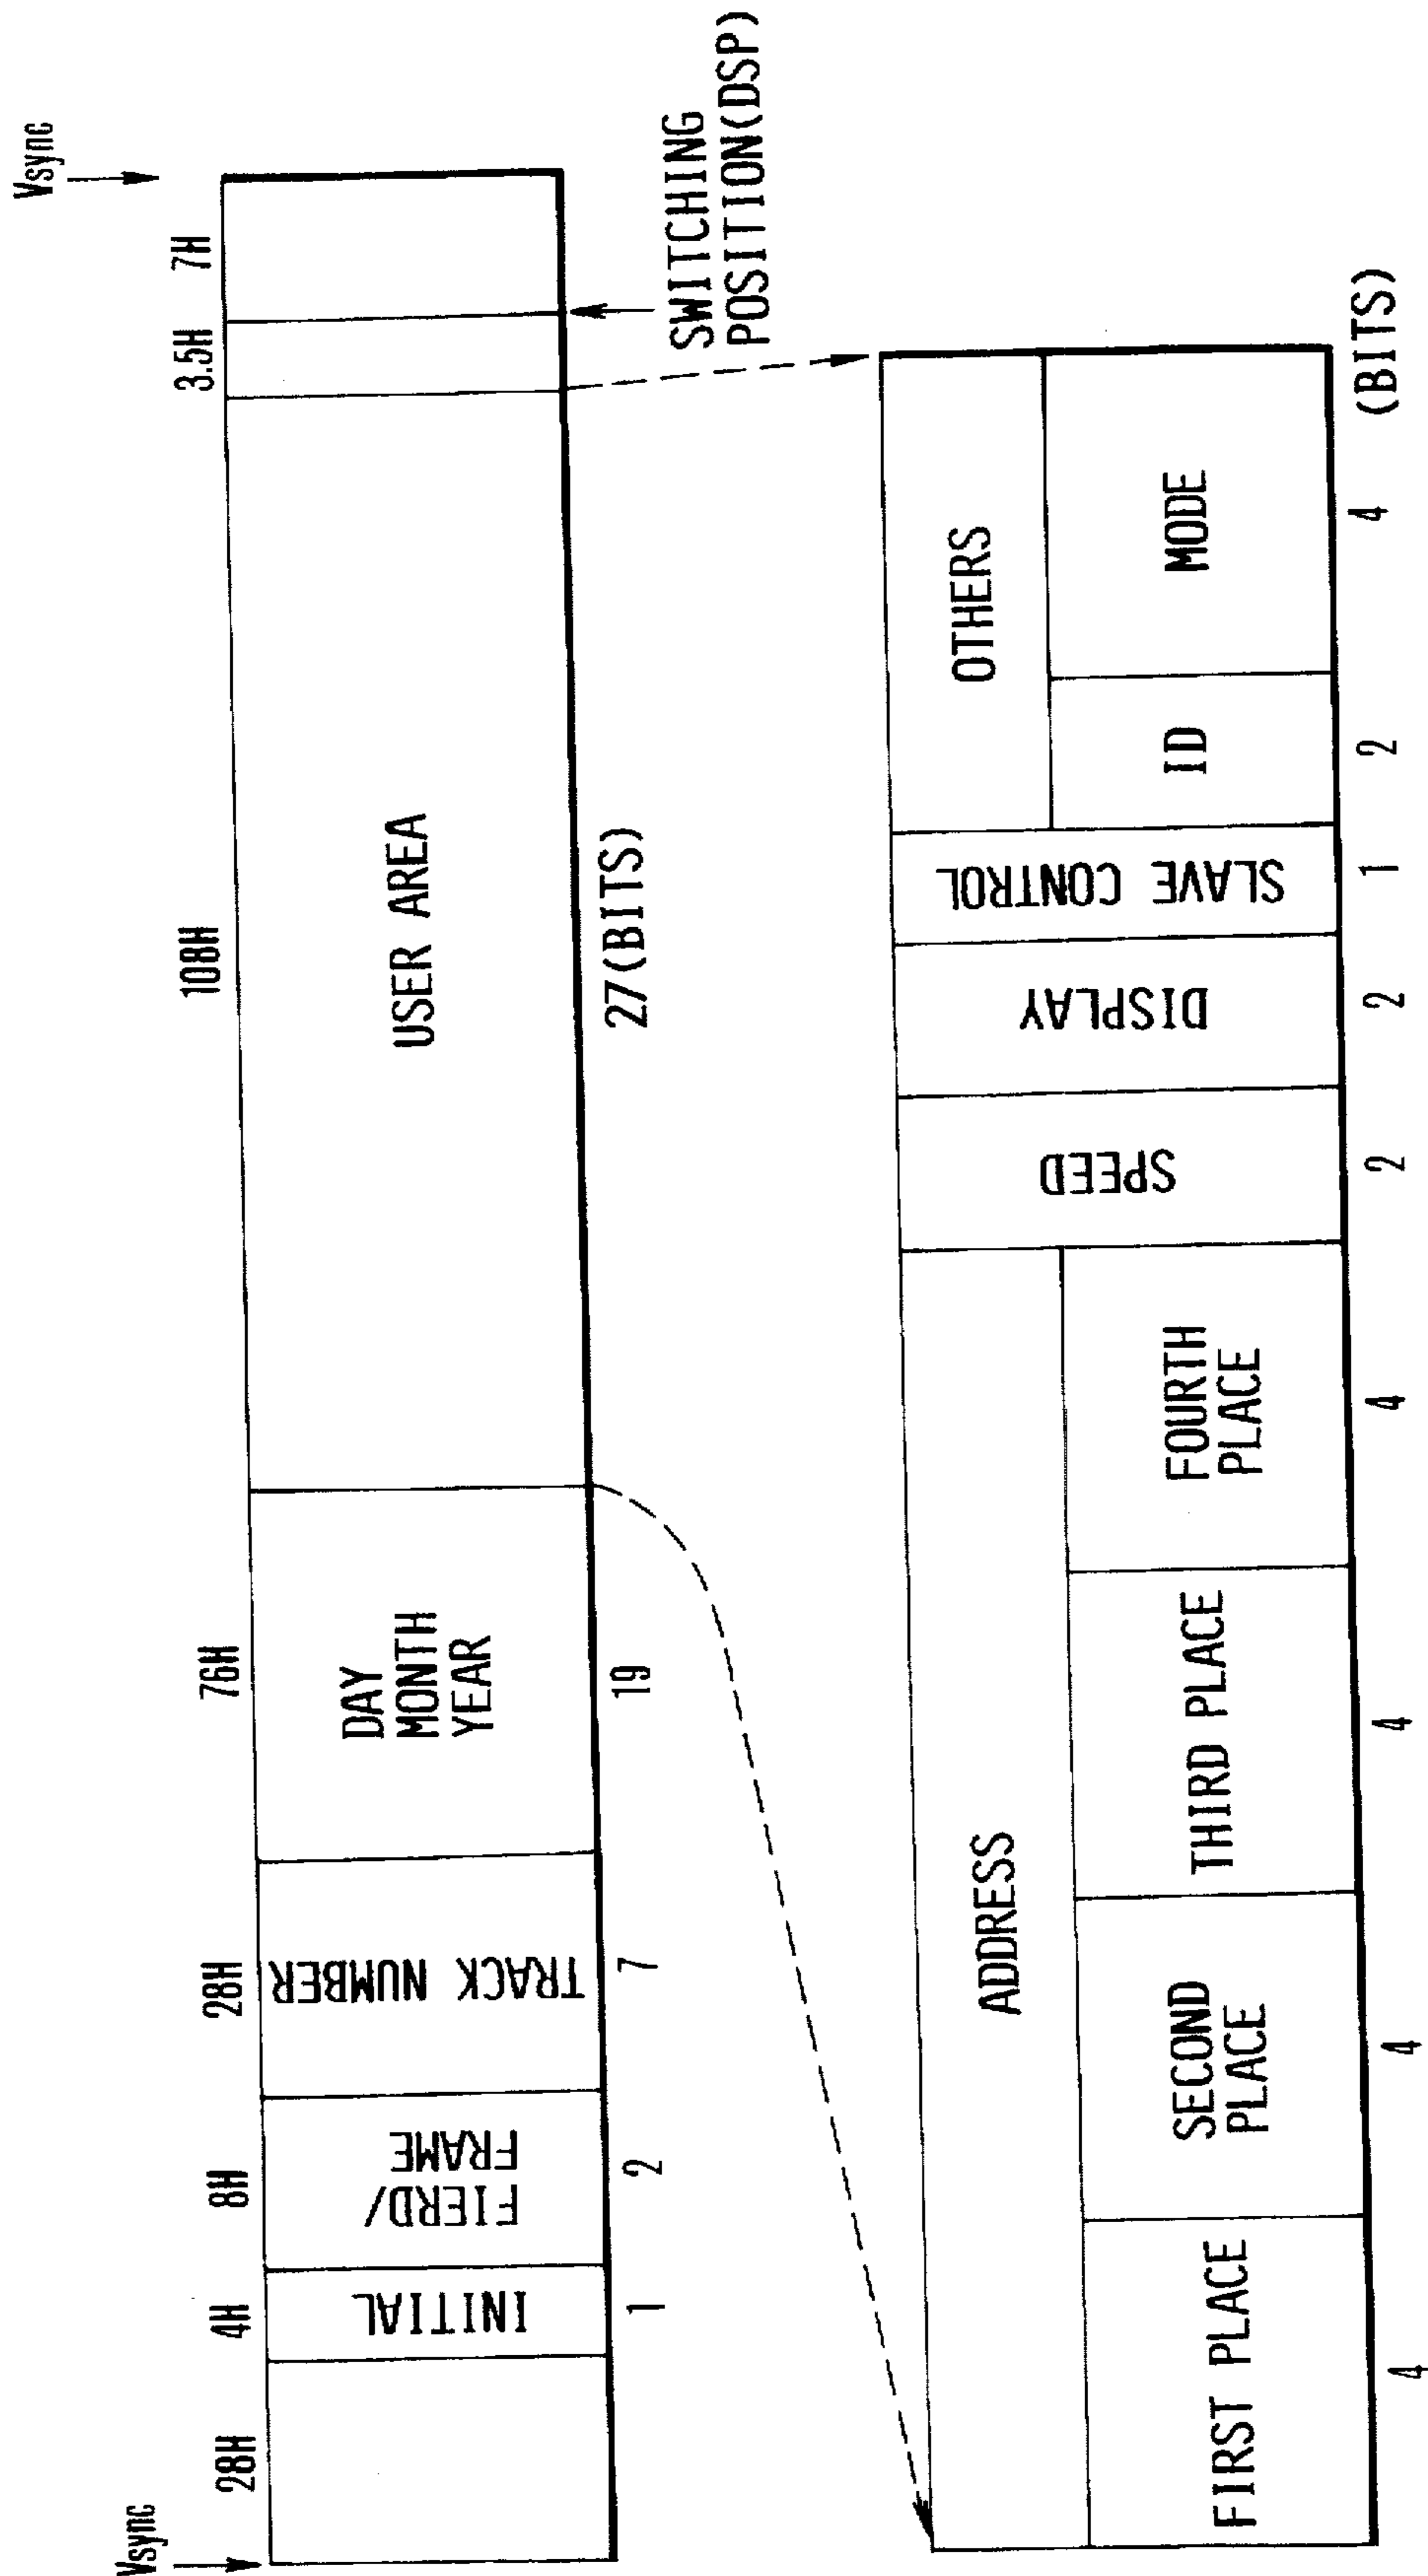 Vsync
Vsync
28H
4H
8H
28H
76H
108H
3.5H
7H
INITIAL
FIERD/
FRAME
TRACK NUMBER
DAY
MONTH
YEAR
USER AREA
1
2
7
19
27(BITS)
SWITCHING
POSITION(DSP)
ADDRESS
SPEED
DISPLAY
SLAVE CONTROL
OTHERS
FIRST PLACE
SECOND
PLACE
THIRD PLACE
FOURTH
PLACE
ID
MODE
4
4
4
4
2
2
1
2
4
(BITS)